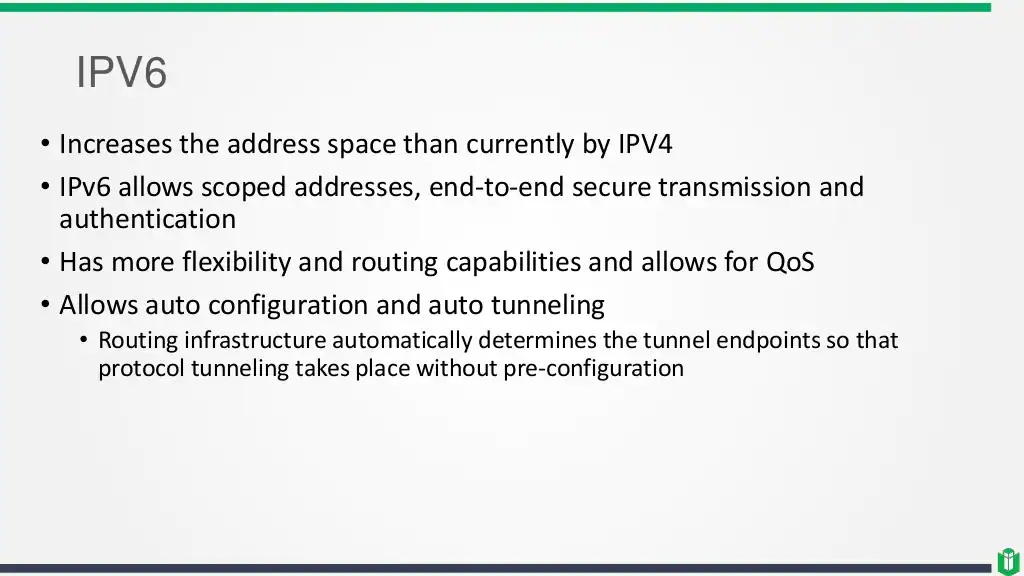 IPV6
• Increases the address space than currently by IPV4
• IPv6 allows scoped addresses, end-to-end secure transmission and
authentication
• Has more flexibility and routing capabilities and allows for QoS
• Allows auto configuration and auto tunneling
• Routing infrastructure automatically determines the tunnel endpoints so that
protocol tunneling takes place without pre-configuration